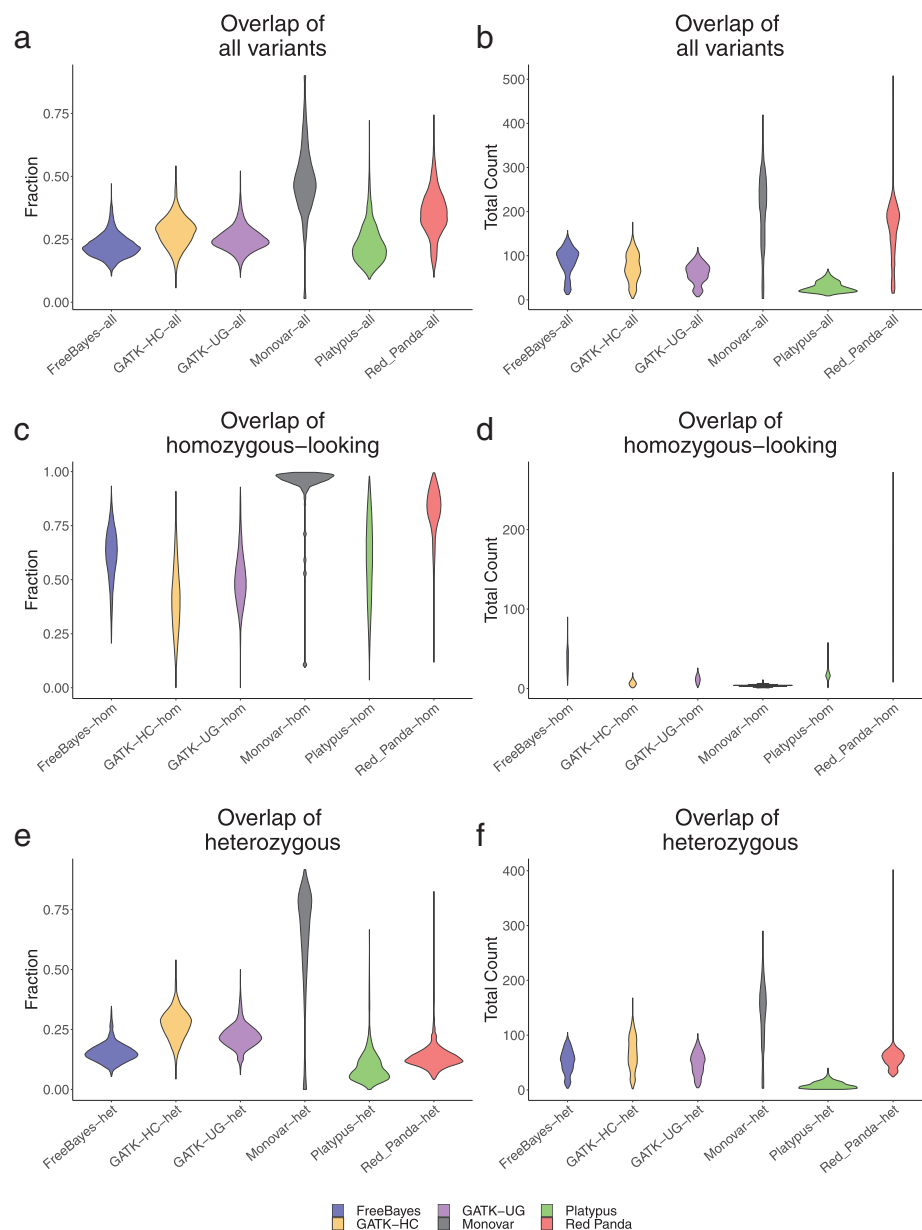 a
Overlap of
all variants
Fraction
0.75
0.50
0.25
0.00
FreeBayes−all
GATK−HC−all
GATK−UG−all
Monovar−all
Platypus−all
Red_Panda−all
b
Overlap of
all variants
Total Count
500
400
300
200
100
0
FreeBayes−all
GATK−HC−all
GATK−UG−all
Monovar−all
Platypus−all
Red_Panda−all
c
Overlap of
homozygous−looking
Fraction
1.00
0.75
0.50
0.25
0.00
FreeBayes−hom
GATK−HC−hom
GATK−UG−hom
Monovar−hom
Platypus−hom
Red_Panda−hom
d
Overlap of
homozygous−looking
Total Count
200
100
0
FreeBayes−hom
GATK−HC−hom
GATK−UG−hom
Monovar−hom
Platypus−hom
Red_Panda−hom
e
Overlap of
heterozygous
Fraction
0.75
0.50
0.25
0.00
FreeBayes−het
GATK−HC−het
GATK−UG−het
Monovar−het
Platypus−het
Red_Panda−het
f
Overlap of
heterozygous
Total Count
400
300
200
100
0
FreeBayes−het
GATK−HC−het
GATK−UG−het
Monovar−het
Platypus−het
Red_Panda−het
FreeBayes GATK−UG Platypus
GATK−HC Monovar Red Panda